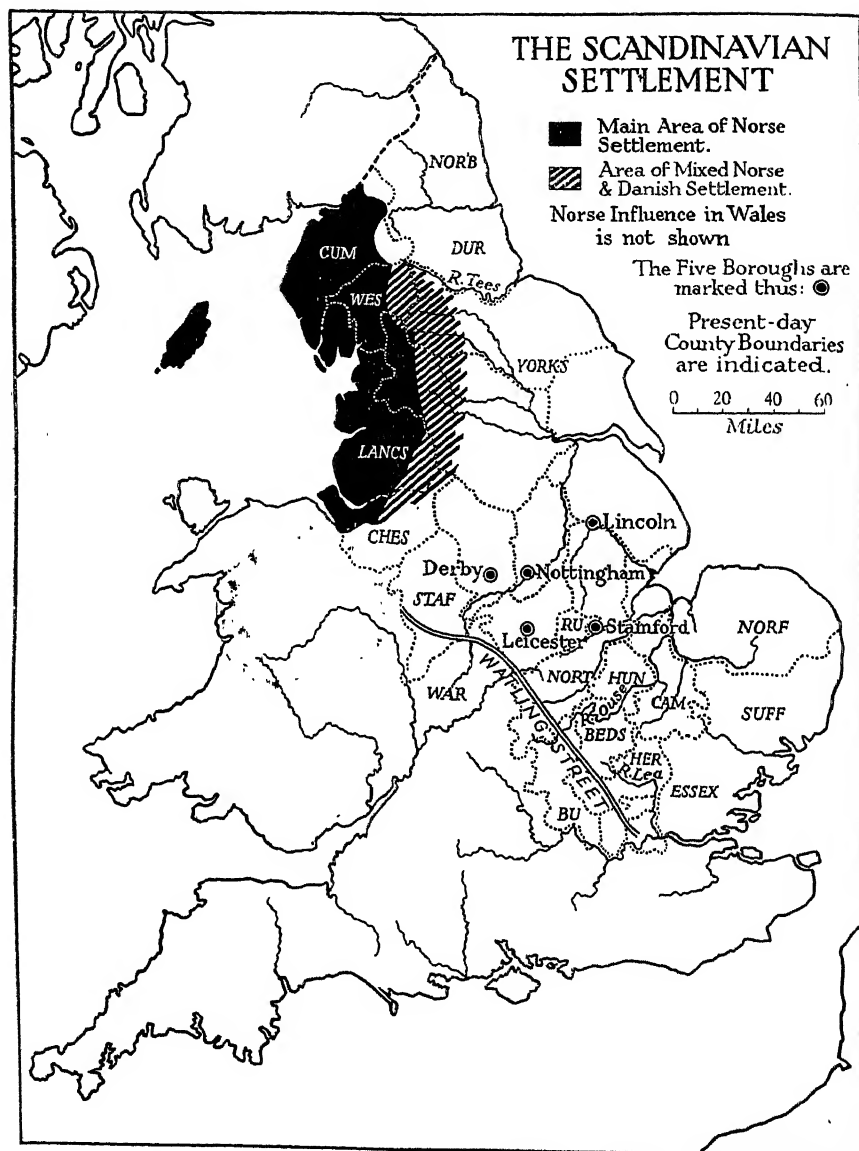 THE SCANDINAVIAN
SETTLEMENT
Main Area of Norse
Settlement.
Area of Mixed Norse
& Danish Settlement.
Norse Influence in Wales
is not shown
The Five Boroughs are
marked thus:
Present-day
County Boundaries
are indicated.
0 20 40 60
Miles
NOR'B
CUM
DUR
R. Tees
WES
YORKS
LANCS
Lincoln
CHES
Derby
Nottingham
STAF
Leicester
RU
Stamford
NORF
WAR
NORT
HUN
CAM
SUFF
R. Ouse
BEDS
HER
R. Lea
ESSEX
BU
WATLING STREET